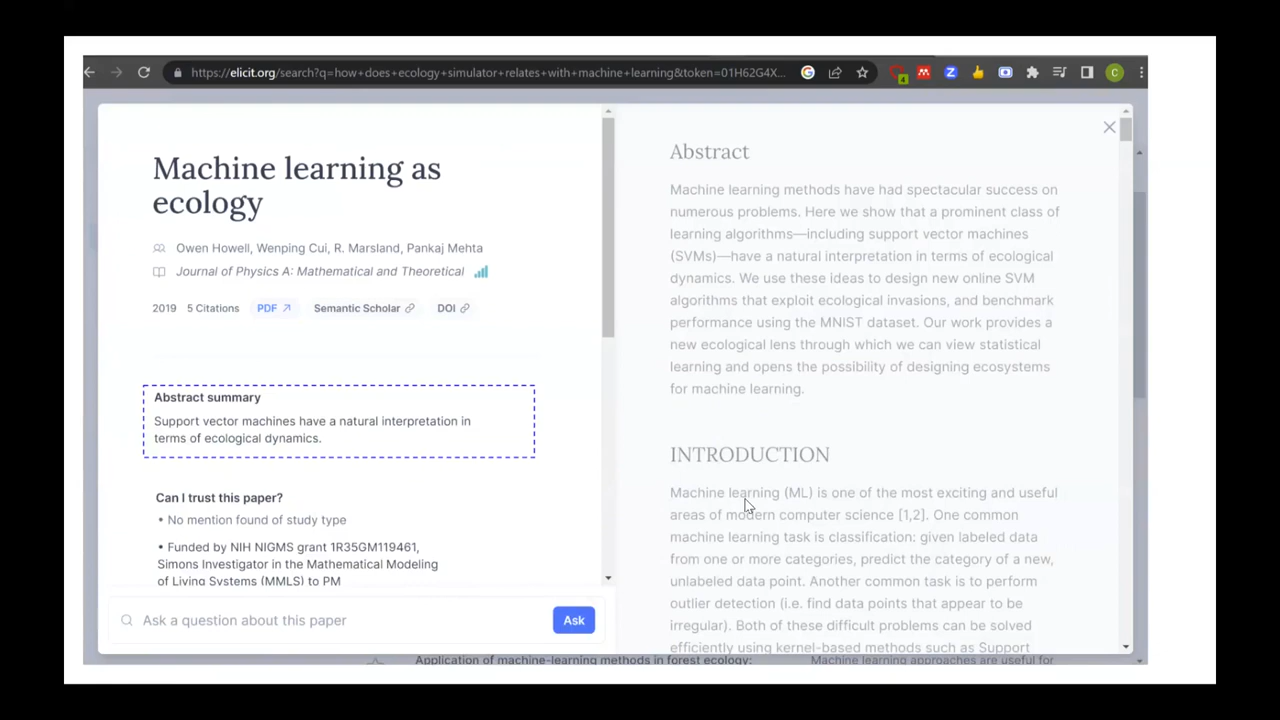 https://elicit.org/search?q=how+does+ecology+simulator+relates+with+machine+learning&token=01H62G4X...
Machine learning as
ecology
Owen Howell, Wenping Cui, R. Marsland, Pankaj Mehta
Journal of Physics A: Mathematical and Theoretical
2019 5 Citations PDF Semantic Scholar DOI
Abstract summary
Support vector machines have a natural interpretation in
terms of ecological dynamics.
Can I trust this paper?
• No mention found of study type
• Funded by NIH NIGMS grant 1R35GM119461,
Simons Investigator in the Mathematical Modeling
of Living Systems (MMLS) to PM
Ask a question about this paper
Ask
Abstract
Machine learning methods have had spectacular success on
numerous problems. Here we show that a prominent class of
learning algorithms—including support vector machines
(SVMs)—have a natural interpretation in terms of ecological
dynamics. We use these ideas to design new online SVM
algorithms that exploit ecological invasions, and benchmark
performance using the MNIST dataset. Our work provides a
new ecological lens through which we can view statistical
learning and opens the possibility of designing ecosystems
for machine learning.
INTRODUCTION
Machine learning (ML) is one of the most exciting and useful
areas of modern computer science [1,2]. One common
machine learning task is classification: given labeled data
from one or more categories, predict the category of a new,
unlabeled data point. Another common task is to perform
outlier detection (i.e. find data points that appear to be
irregular). Both of these difficult problems can be solved
efficiently using kernel-based methods such as Support
Application of machine-learning methods in forest ecology:
Machine learning approaches are useful for